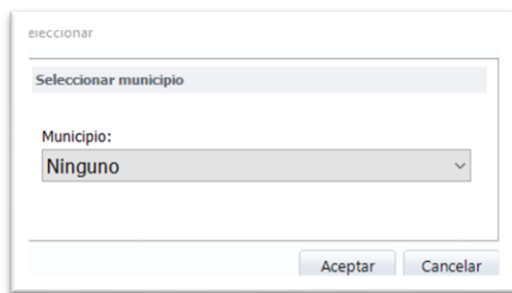 eleccionar
Seleccionar municipio
Municipio:
Ninguno
Aceptar Cancelar